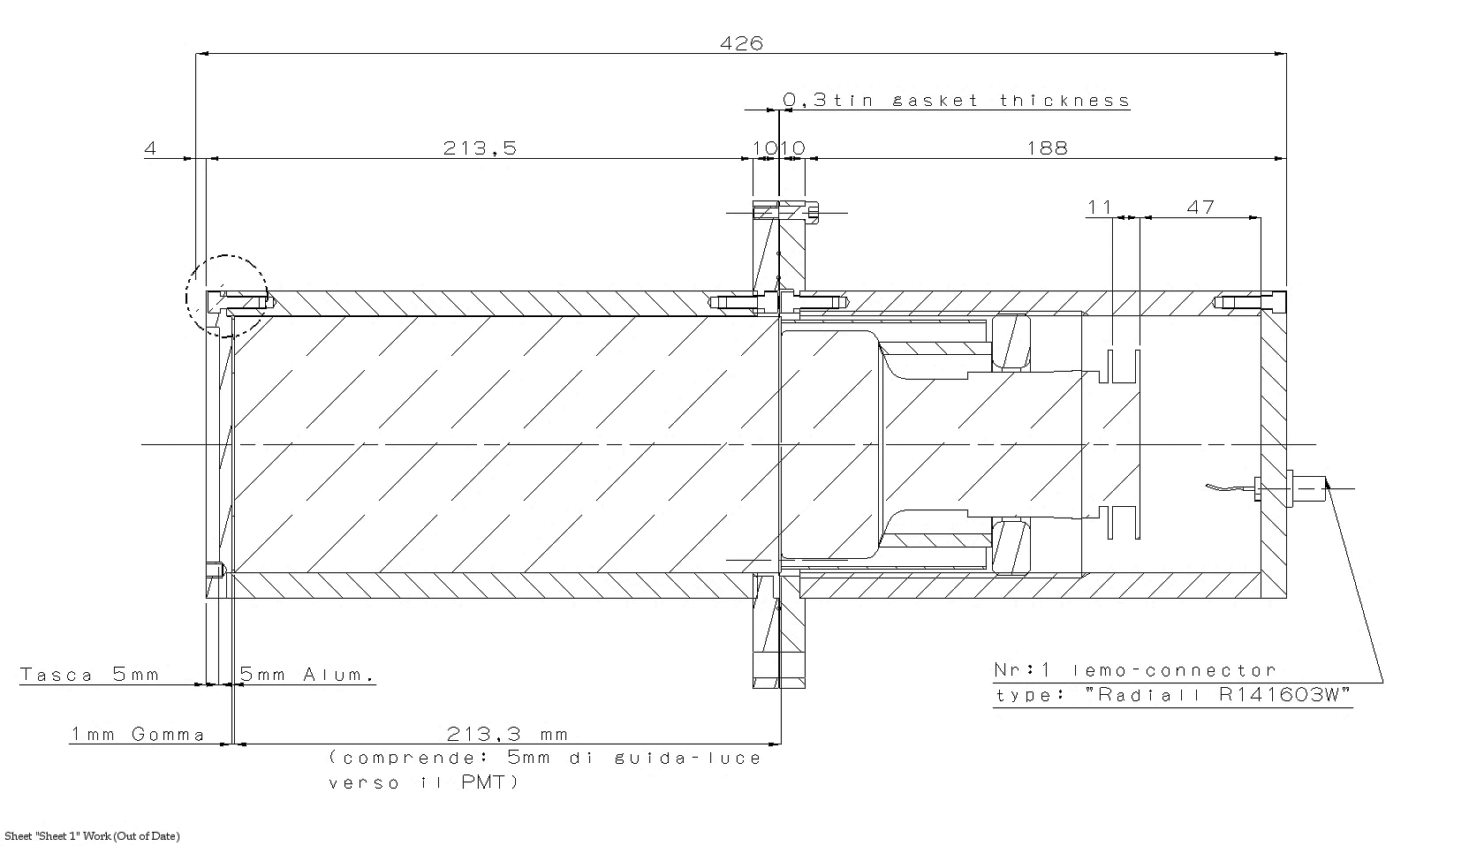 426
0,3tin gasket thickness
4
213,5
10
10
188
11
47
Tasca 5mm
5mm Alum.
Nr:1 lemo-connector
type: "Radiall R141603W"
1mm Gomma
213,3 mm
(comprende: 5mm di guida-luce
verso il PMT)
Sheet "Sheet 1" Work (Out of Date)